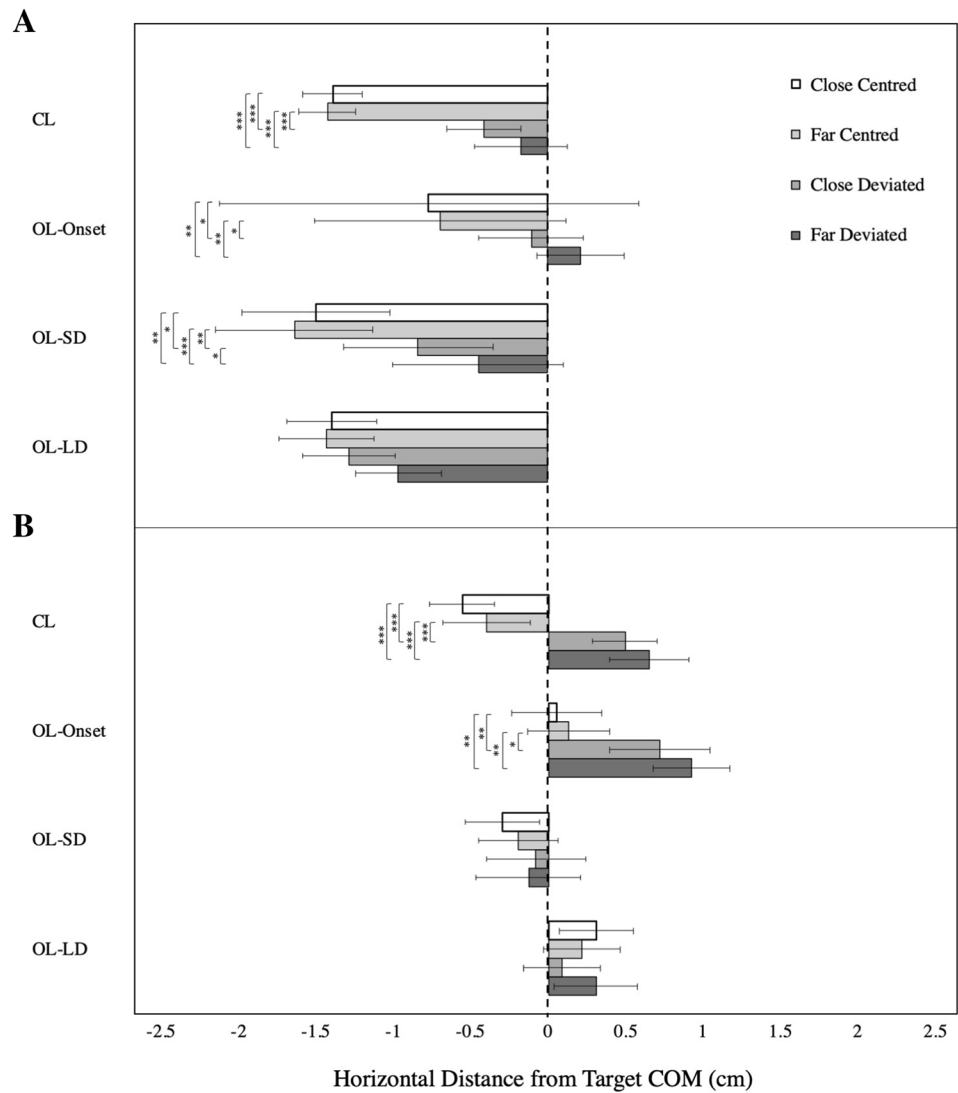 A
CL
***
***
***
***
OL-Onset
**
*
**
*
OL-SD
**
*
***
**
*
OL-LD
Close Centred
Far Centred
Close Deviated
Far Deviated
B
CL
***
***
***
***
OL-Onset
**
**
**
*
OL-SD
OL-LD
-2.5 -2 -1.5 -1 -0.5 0 0.5 1 2 2.5
Horizontal Distance from Target COM (cm)